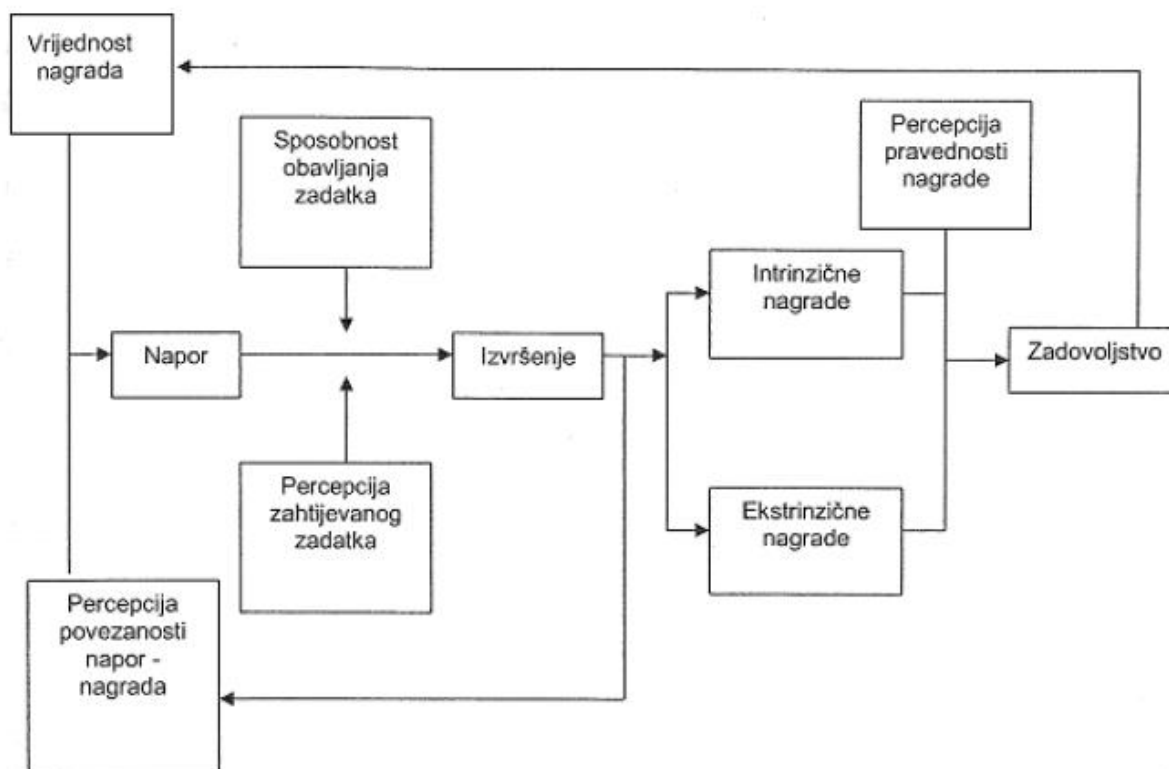 Vrijednost
nagrada
Sposobnost
obavljanja
zadatka
Percepcija
pravednosti
nagrade
Intrinzične
nagrade
Napor
Izvršenje
Zadovoljstvo
Percepcija
zahtijevanog
zadatka
Ekstrinzične
nagrade
Percepcija
povezanosti
napor -
nagrada